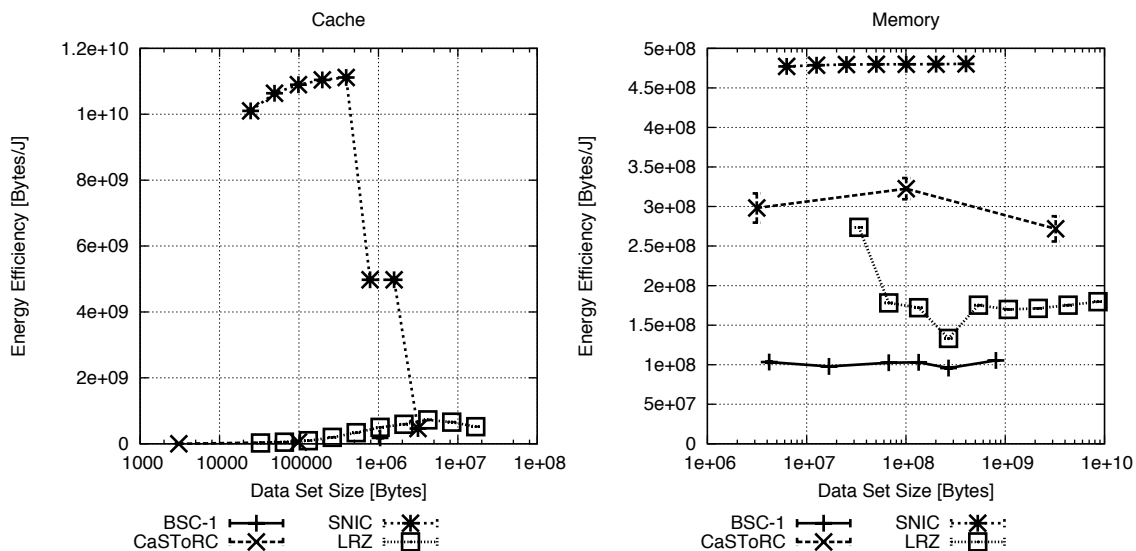 Cache
Energy Efficiency [Bytes/J]
1.2e+10
1e+10
8e+09
6e+09
4e+09
2e+09
0
1000 10000 100000 1e+06 1e+07 1e+08
Data Set Size [Bytes]
BSC-1 SNIC
CaSToRC LRZ
Memory
Energy Efficiency [Bytes/J]
5e+08
4.5e+08
4e+08
3.5e+08
3e+08
2.5e+08
2e+08
1.5e+08
1e+08
5e+07
0
1e+06 1e+07 1e+08 1e+09 1e+10
Data Set Size [Bytes]
BSC-1 SNIC
CaSToRC LRZ